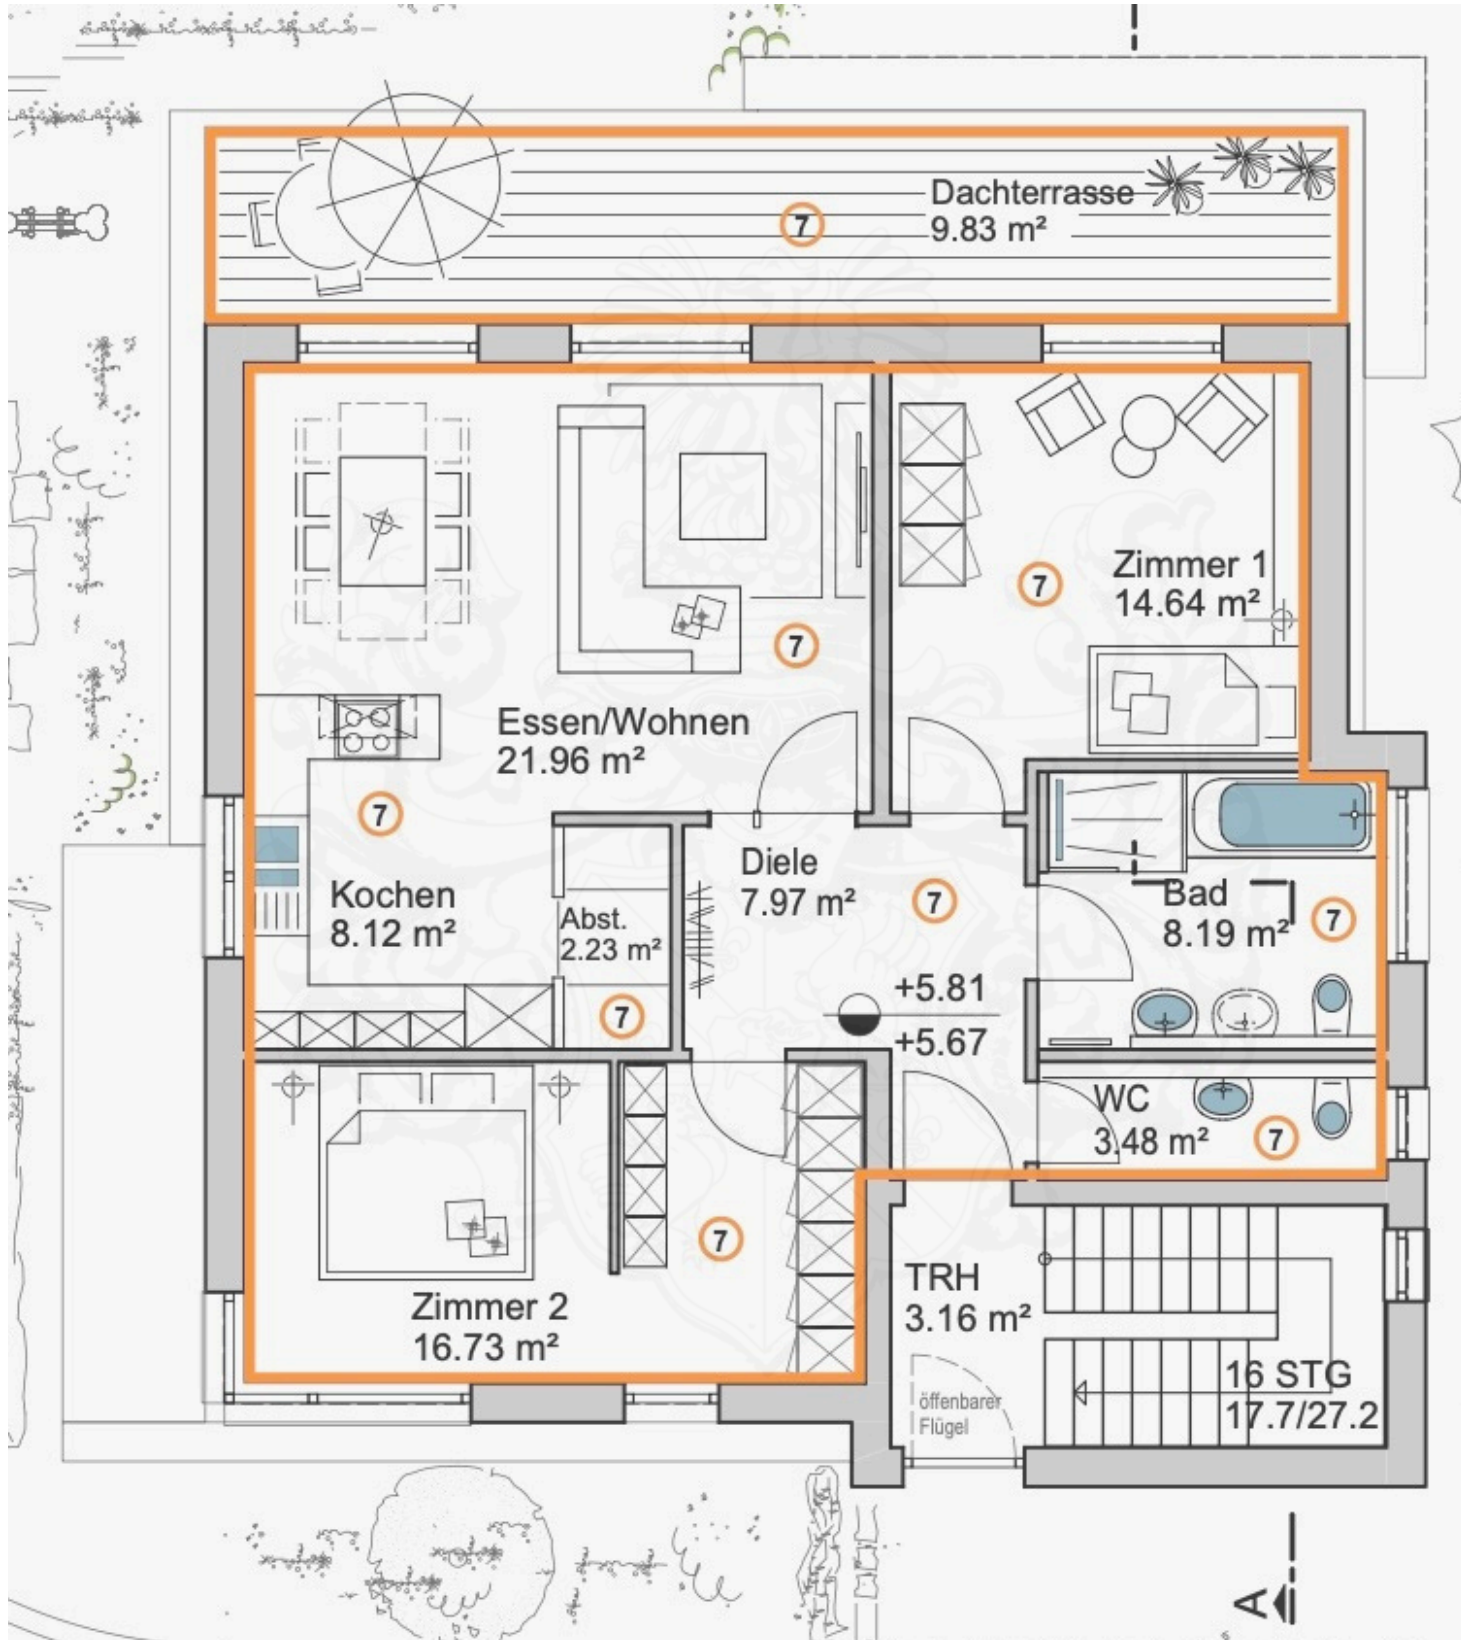 Dachterrasse
9.83 m²
7
Zimmer 1
14.64 m²
7
7
Essen/Wohnen
21.96 m²
7
Kochen
8.12 m²
Abst.
2.23 m²
7
Diele
7.97 m²
7
Bad
8.19 m²
7
+5.81
+5.67
WC
3.48 m²
7
7
Zimmer 2
16.73 m²
TRH
3.16 m²
16 STG
17.7/27.2
öffenbarer
Flügel
A